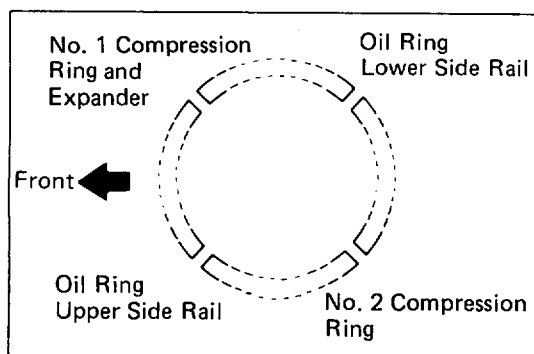 No. 1 Compression
Ring and
Expander
Oil Ring
Lower Side Rail
Front
Oil Ring
Upper Side Rail
No. 2 Compression
Ring